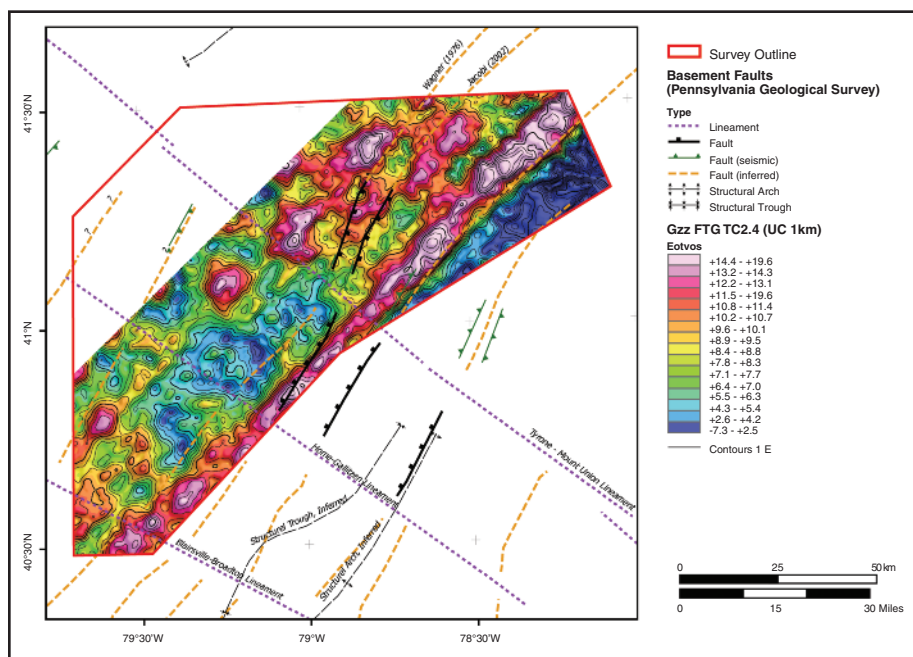 Wagner (1976)
Jacobi (2002)
41°30'N
41°N
40°30'N
?
?
?
Tyrone - Mount Union Lineament
Home-Gallitzen Lineament
Structural Trough, Inferred
Structural Arch, Inferred
Blairsville-Broadtop Lineament
79°30'W
79°W
78°30'W
Survey Outline
Basement Faults
(Pennsylvania Geological Survey)
Type
Lineament
Fault
Fault (seismic)
Fault (inferred)
Structural Arch
Structural Trough
Gzz FTG TC2.4 (UC 1km)
Eotvos
+14.4 - +19.6
+13.2 - +14.3
+12.2 - +13.1
+11.5 - +19.6
+10.8 - +11.4
+10.2 - +10.7
+9.6 - +10.1
+8.9 - +9.5
+8.4 - +8.8
+7.8 - +8.3
+7.1 - +7.7
+6.4 - +7.0
+5.5 - +6.3
+4.3 - +5.4
+2.6 - +4.2
-7.3 - +2.5
Contours 1 E
0 25 50 km
0 15 30 Miles